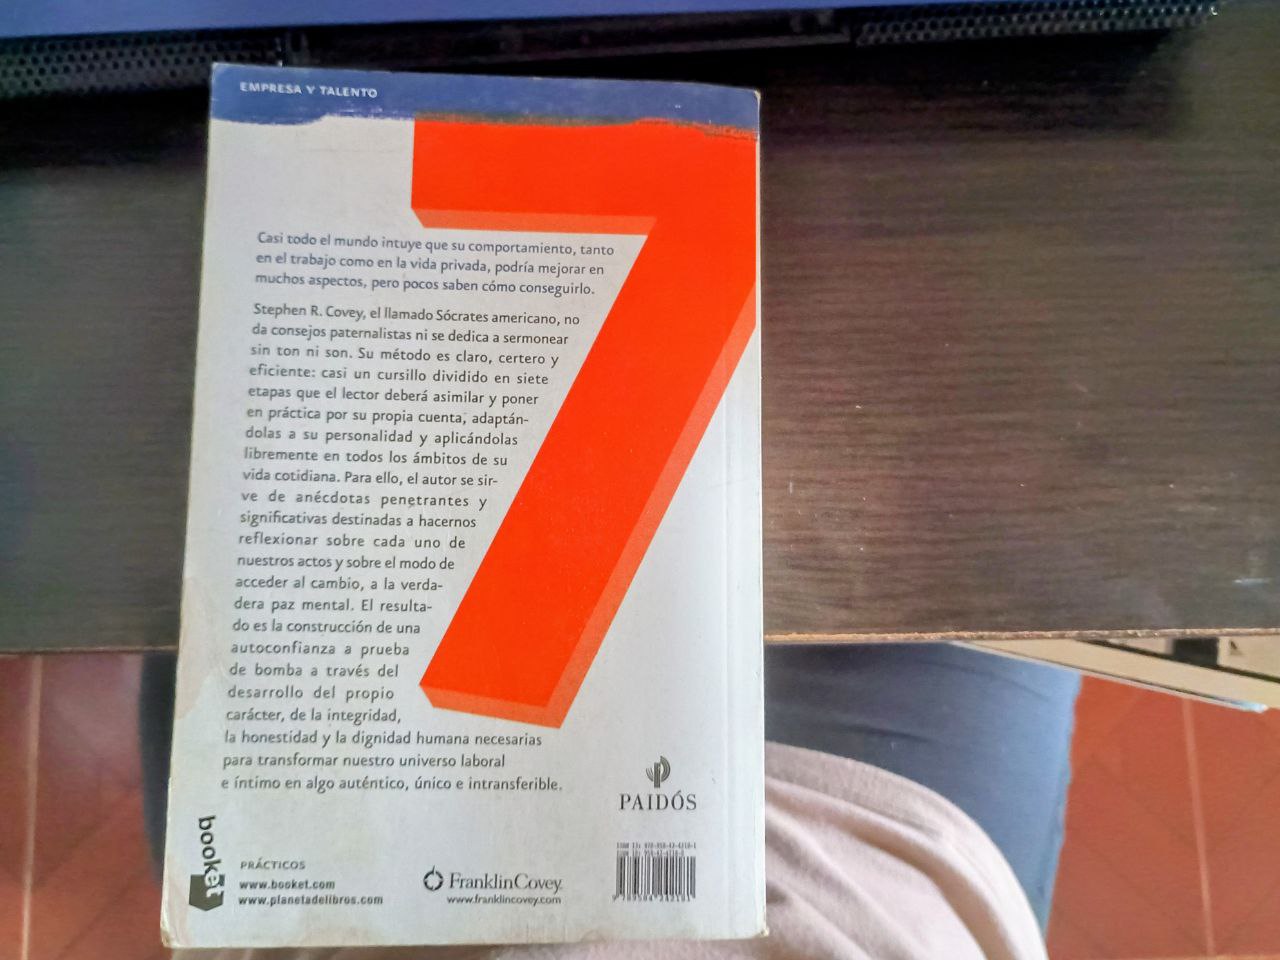 EMPRESA Y TALENTO
7
Casi todo el mundo intuye que su comportamiento, tanto
en el trabajo como en la vida privada, podría mejorar en
muchos aspectos, pero pocos saben cómo conseguirlo.
Stephen R. Covey, el llamado Sócrates americano, no
da consejos paternalistas ni se dedica a sermonear
sin ton ni son. Su método es claro, certero y
eficiente: casi un cursillo dividido en siete
etapas que el lector deberá asimilar y poner
en práctica por su propia cuenta, adaptán-
dolas a su personalidad y aplicándolas
libremente en todos los ámbitos de su
vida cotidiana. Para ello, el autor se sir-
ve de anécdotas penetrantes y
significativas destinadas a hacernos
reflexionar sobre cada uno de
nuestros actos y sobre el modo de
acceder al cambio, a la verda-
dera paz mental. El resulta-
do es la construcción de una
autoconfianza a prueba
de bomba a través del
desarrollo del propio
carácter, de la integridad,
la honestidad y la dignidad humana necesarias
para transformar nuestro universo laboral
e íntimo en algo auténtico, único e intransferible.
PAIDÓS
booket
PRÁCTICOS
www.booket.com
www.planetadelibros.com
FranklinCovey.
www.franklincovey.com